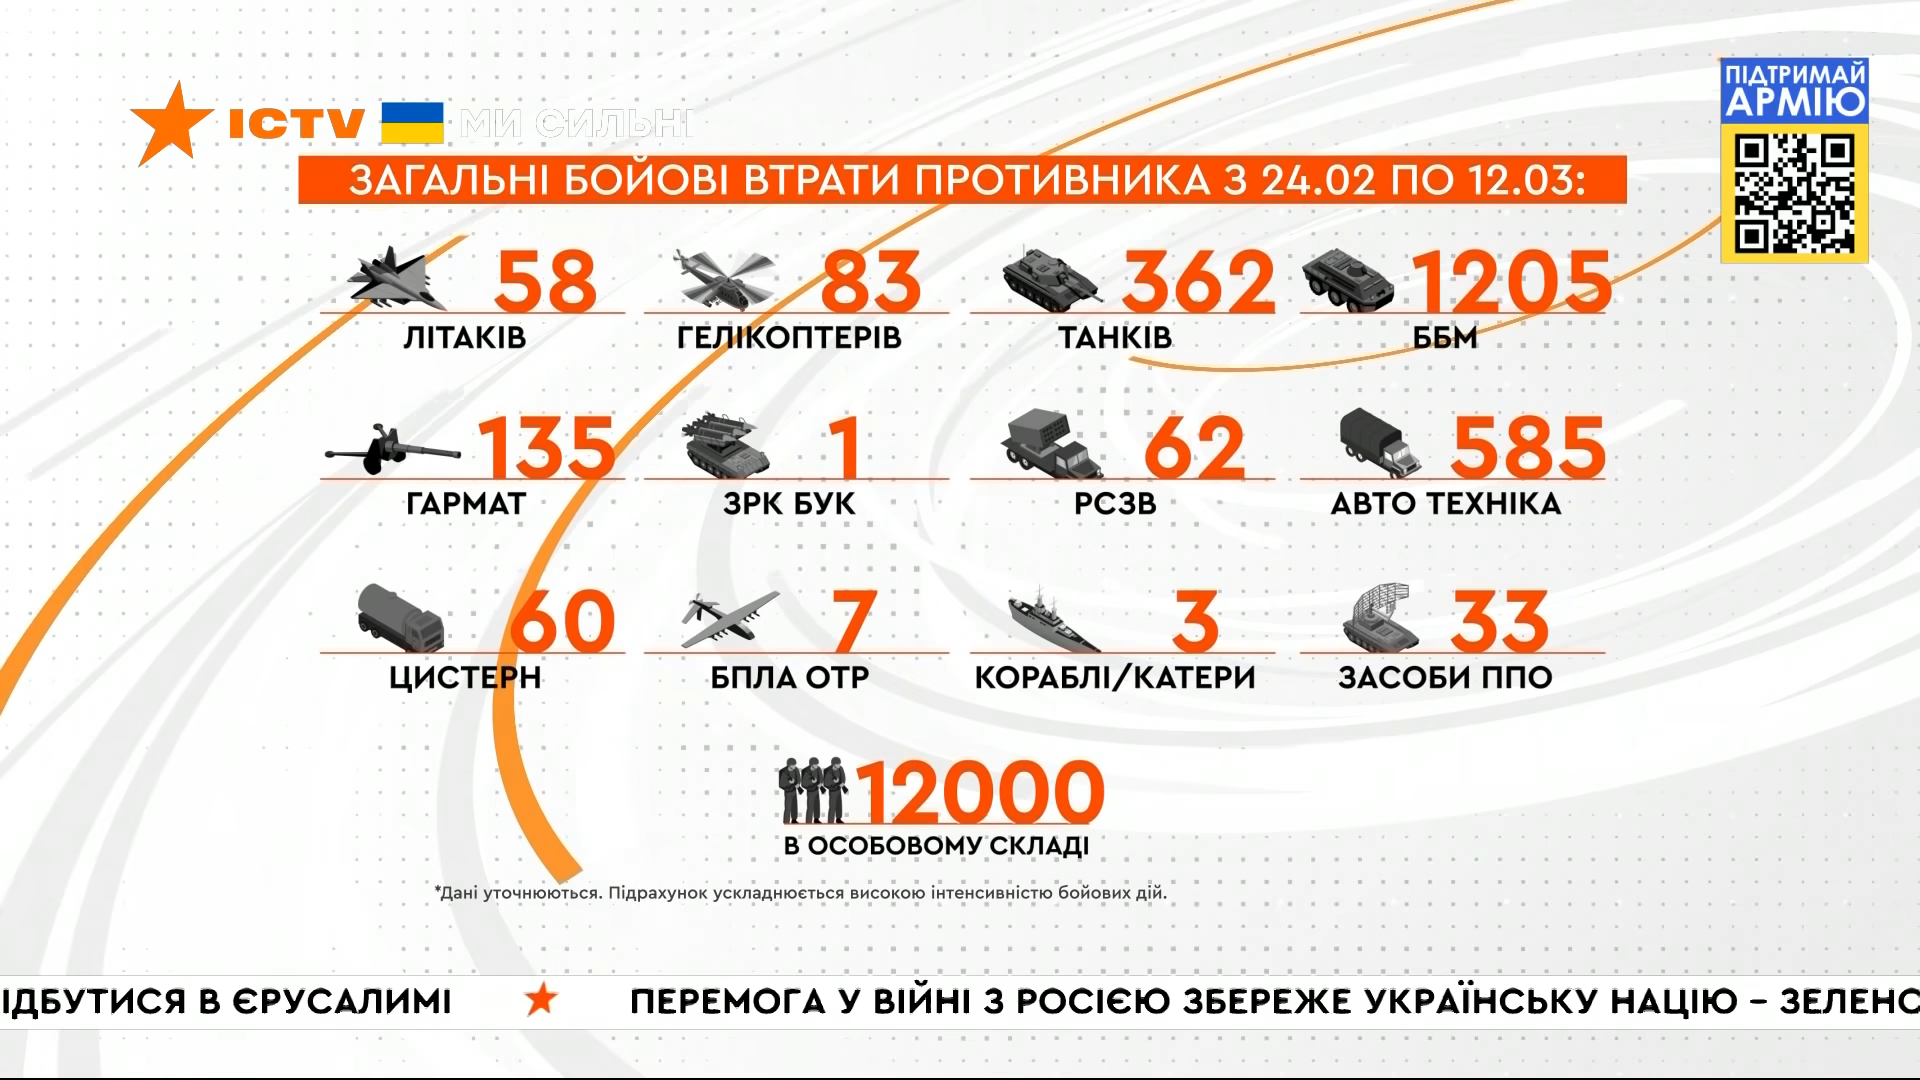 ICTV МИ СИЛЬНІ
ПІДТРИМАЙ
АРМІЮ
ЗАГАЛЬНІ БОЙОВІ ВТРАТИ ПРОТИВНИКА З 24.02 ПО 12.03:
58 83 362 1205
ЛІТАКІВ ГЕЛІКОПТЕРІВ ТАНКІВ ББМ
135 1 62 585
ГАРМАТ ЗРК БУК РСЗВ АВТО ТЕХНІКА
60 7 3 33
ЦИСТЕРН БПЛА ОТР КОРАБЛІ/КАТЕРИ ЗАСОБИ ППО
12000
В ОСОБОВОМУ СКЛАДІ
*Дані уточнюються. Підрахунок ускладнюється високою інтенсивністю бойових дій.
ІДБУТИСЯ В ЄРУСАЛИМІ ПЕРЕМОГА У ВІЙНІ З РОСІЄЮ ЗБЕРЕЖЕ УКРАЇНСЬКУ НАЦІЮ – ЗЕЛЕНС